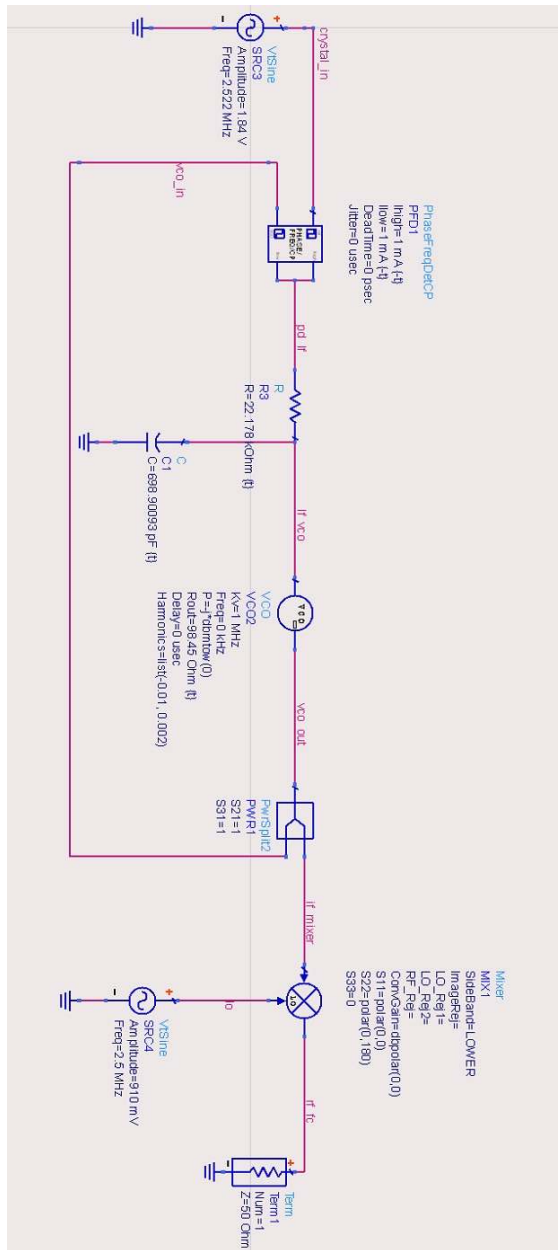 crystal_in
VtSine
SRC3
Amplitude=1.84 V
Freq=2.522 MHz
vco_in
PhaseFreqDetCP
PFD1
Ihigh=1 mA {-t}
Ilow=1 mA {-t}
DeadTime=0 psec
Jitter=0 usec
PHASE/
FREQ/CP
pd_lf
R
R3
R=22.178 kOhm {t}
C
C1
C=698.90093 pF {t}
lf_vco
VCO
VCO
VCO2
Kv=1 MHz
Freq=0 kHz
P=-j*dbmtow(0)
Rout=98.45 Ohm {t}
Delay=0 usec
Harmonics=list(-0.01, 0.002)
vco_out
PwrSplit2
PWR1
S21=1
S31=1
if_mixer
Mixer
MIX1
SideBand=LOWER
ImageRej=
LO_Rej1=
LO_Rej2=
RF_Rej=
ConvGain=dbpolar(0,0)
S11=polar(0,0)
S22=polar(0,180)
S33=0
LO
lo
VtSine
SRC4
Amplitude=910 mV
Freq=2.5 MHz
rf_fc
Term
Term1
Num=1
Z=50 Ohm